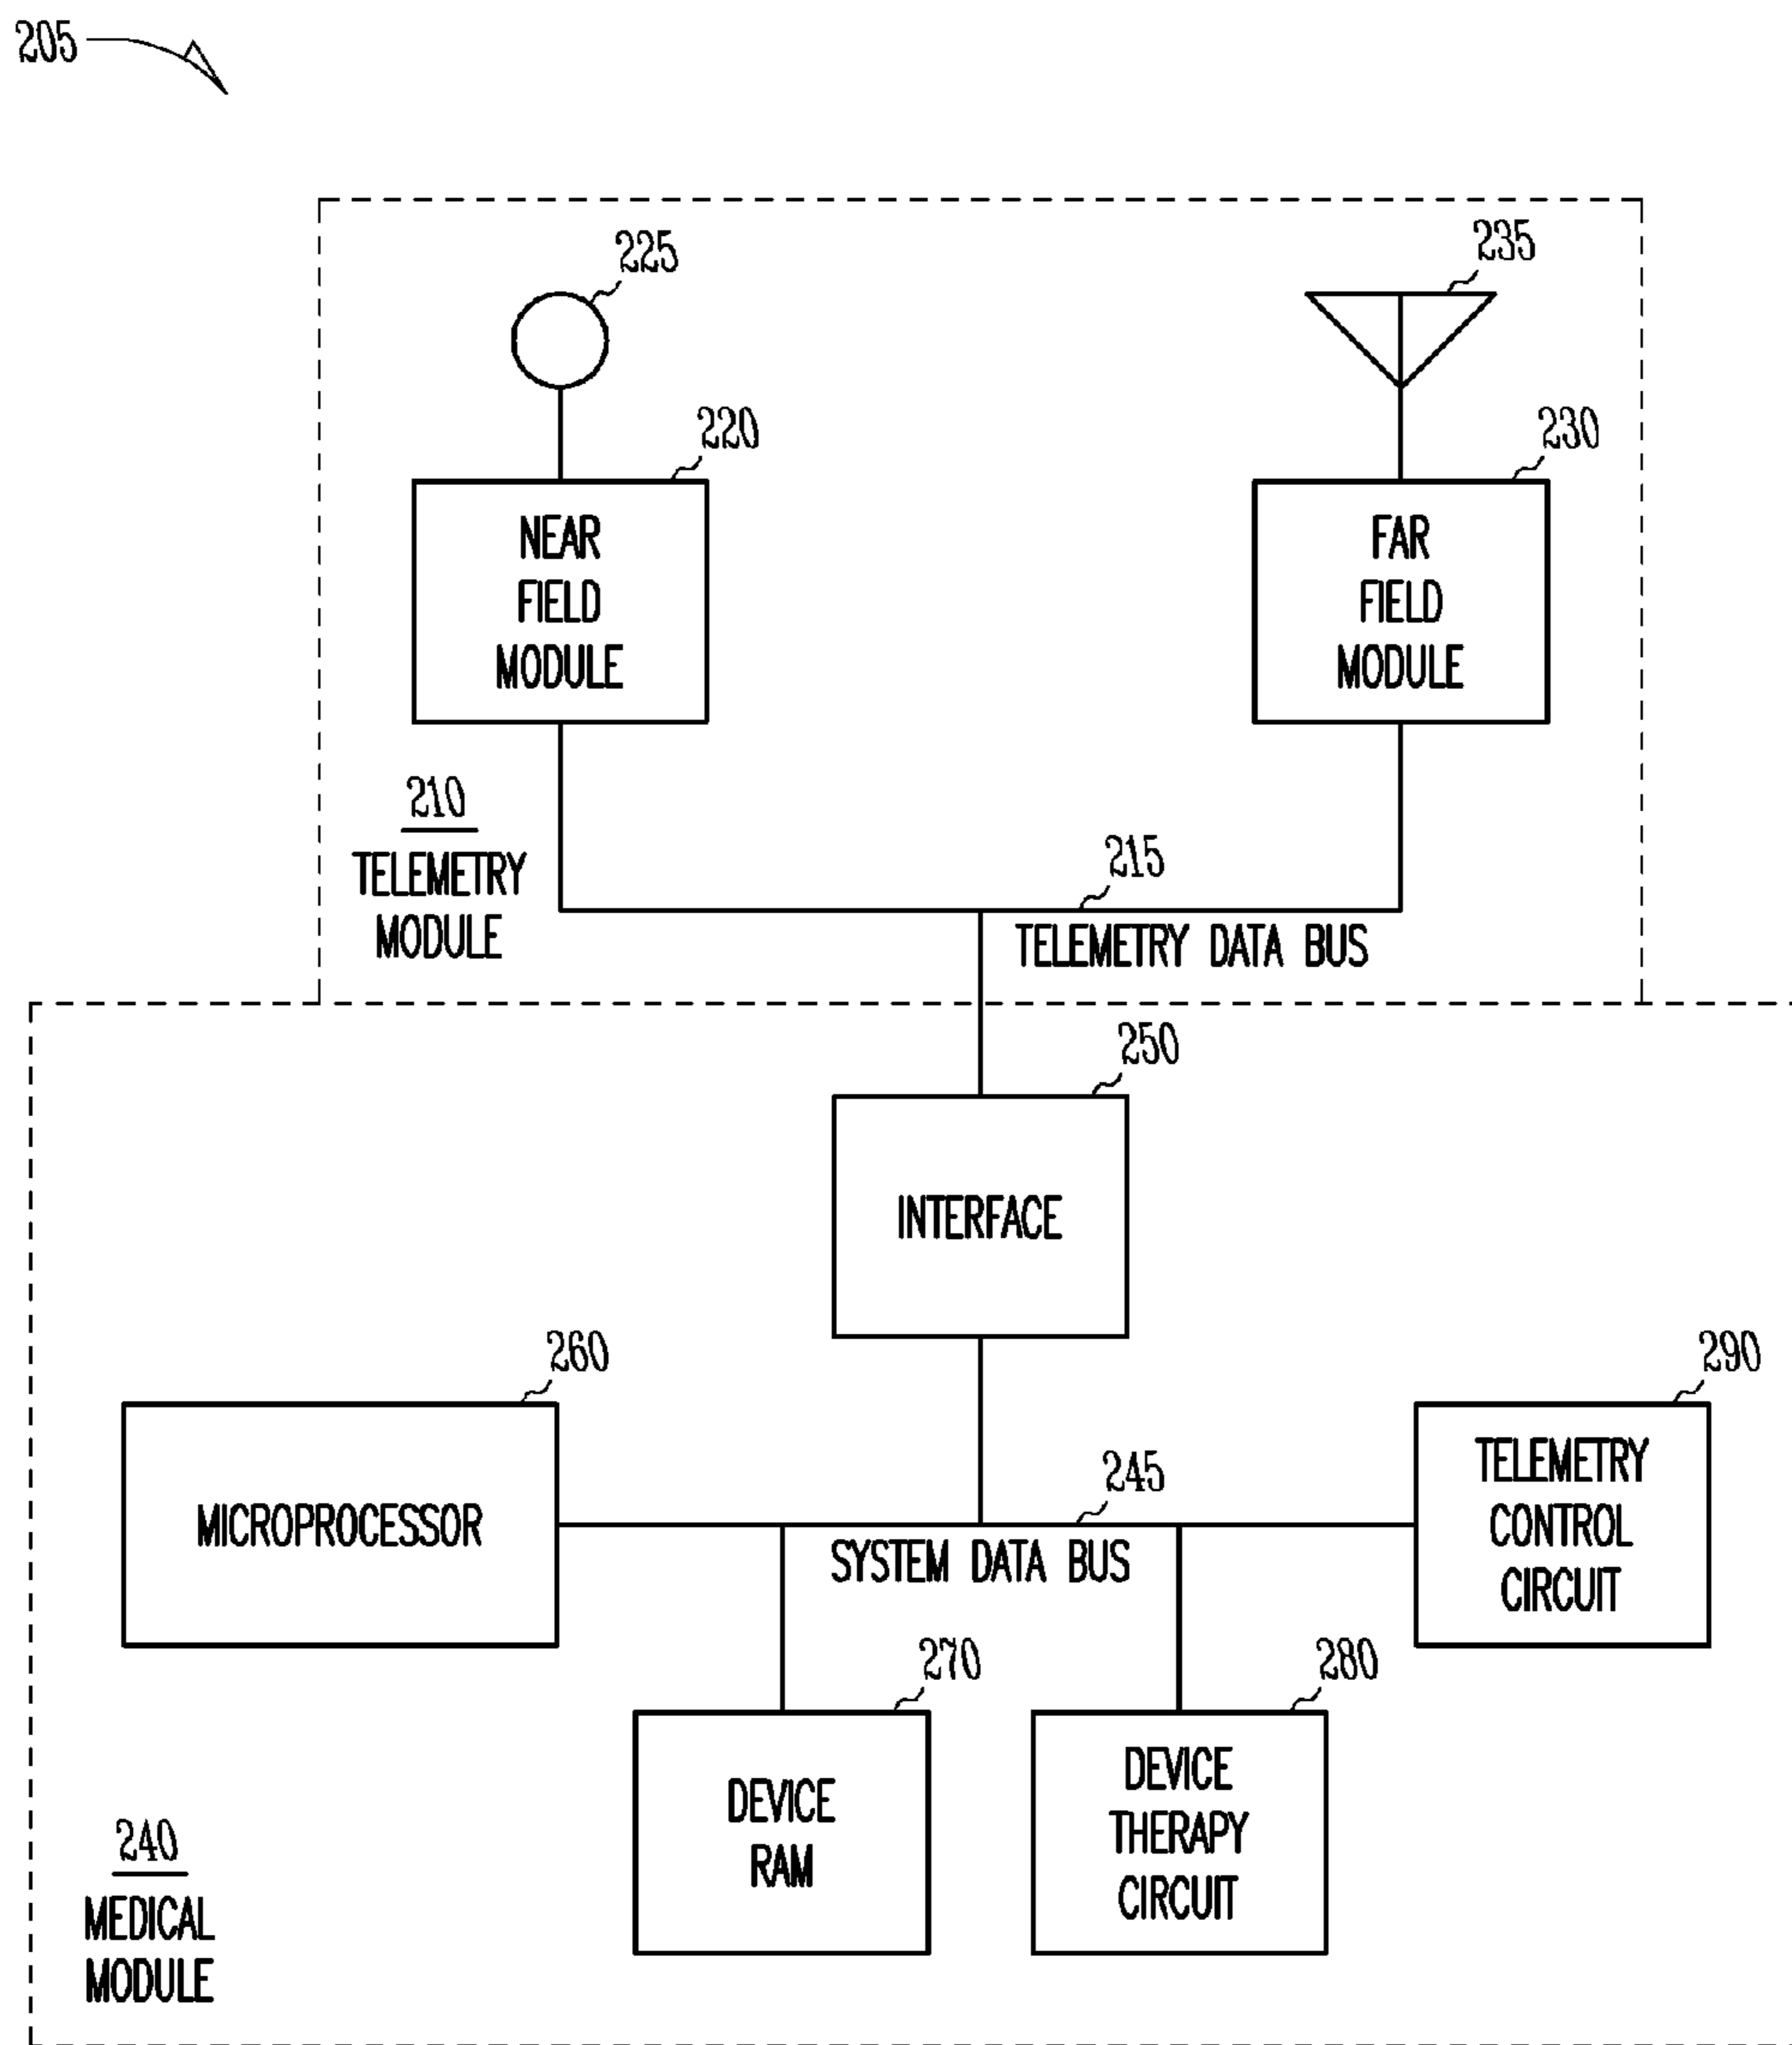 205
225
235
220
230
NEAR
FIELD
MODULE
FAR
FIELD
MODULE
210
TELEMETRY
MODULE
215
TELEMETRY DATA BUS
250
INTERFACE
260
290
MICROPROCESSOR
245
SYSTEM DATA BUS
TELEMETRY
CONTROL
CIRCUIT
270
280
DEVICE
RAM
DEVICE
THERAPY
CIRCUIT
240
MEDICAL
MODULE